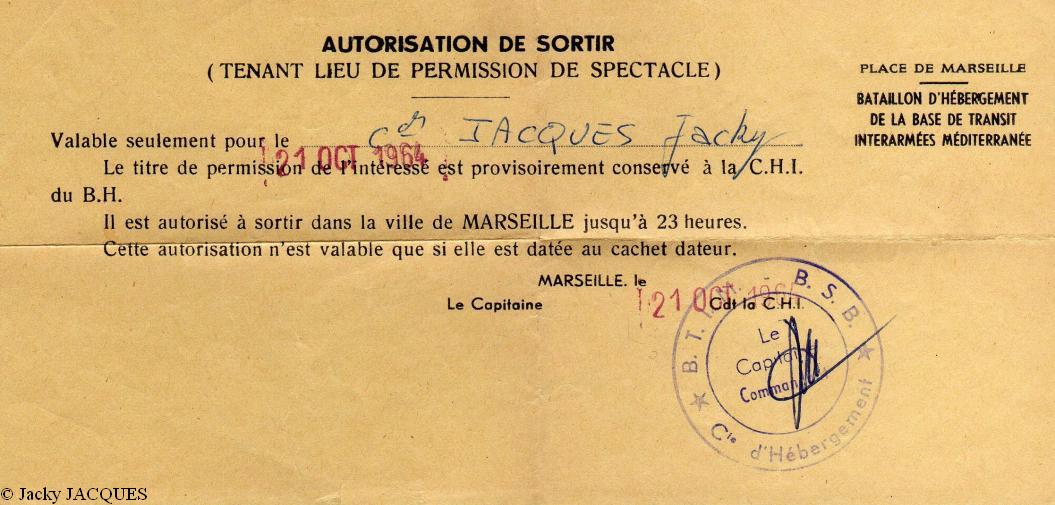 AUTORISATION DE SORTIR
( TENANT LIEU DE PERMISSION DE SPECTACLE )
PLACE DE MARSEILLE
BATAILLON D'HÉBERGEMENT
DE LA BASE DE TRANSIT
INTERARMÉES MÉDITERRANÉE
Valable seulement pour le JACQUES Jacky
21 OCT. 1964
Le titre de permission de l'intéressé est provisoirement conservé à la C.H.I.
du B.H.
Il est autorisé à sortir dans la ville de MARSEILLE jusqu'à 23 heures.
Cette autorisation n'est valable que si elle est datée au cachet dateur.
MARSEILLE. le
21 OCT.
Le Capitaine Cdt la C.H.I.
B. T. B. S. B.
Cie d'Hébergement
Le
Capitaine
Commandant
© Jacky JACQUES